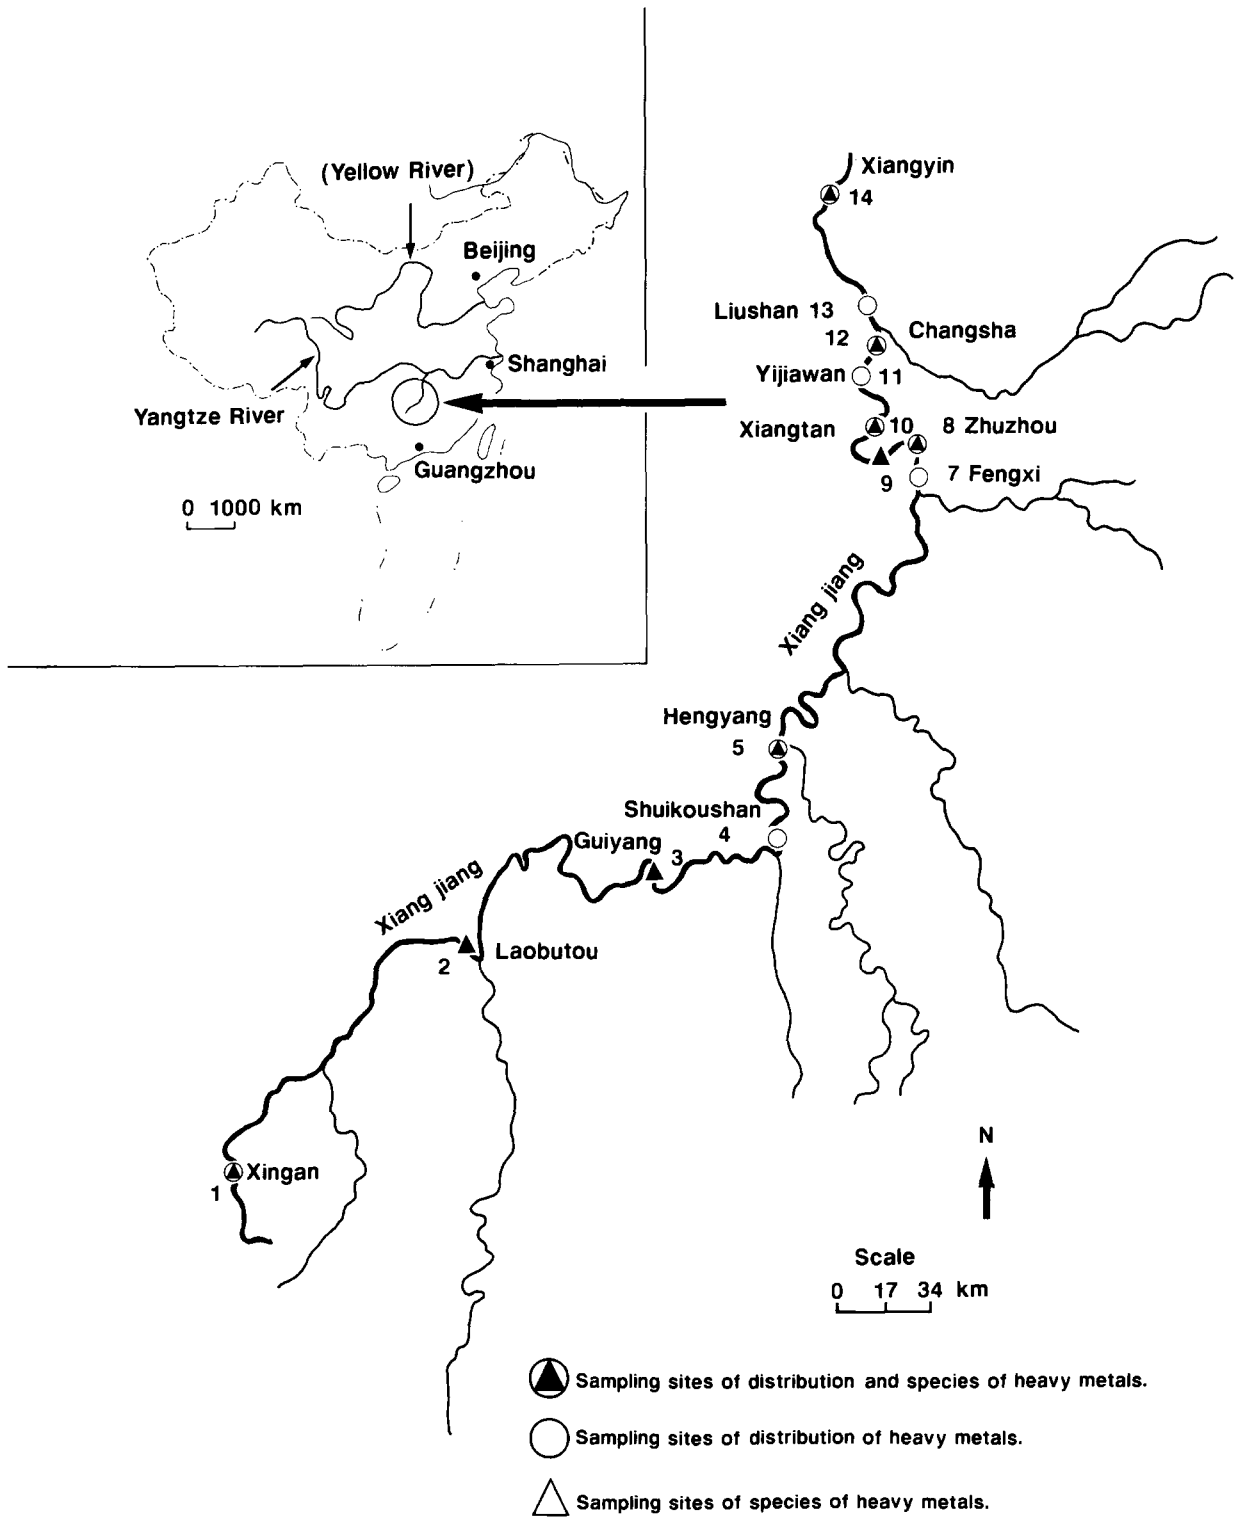 (Yellow River)
Beijing
Shanghai
Yangtze River
Guangzhou
0 1000 km
Xiangyin
14
Liushan 13
12
Changsha
Yijiawan
11
Xiangtan
10
8 Zhuzhou
9
7 Fengxi
Xiang jiang
Hengyang
5
Shuikoushan
4
Guiyang
3
Xiang jiang
2
Laobutou
Xingan
1
N
Scale
0 17 34 km
Sampling sites of distribution and species of heavy metals.
Sampling sites of distribution of heavy metals.
Sampling sites of species of heavy metals.